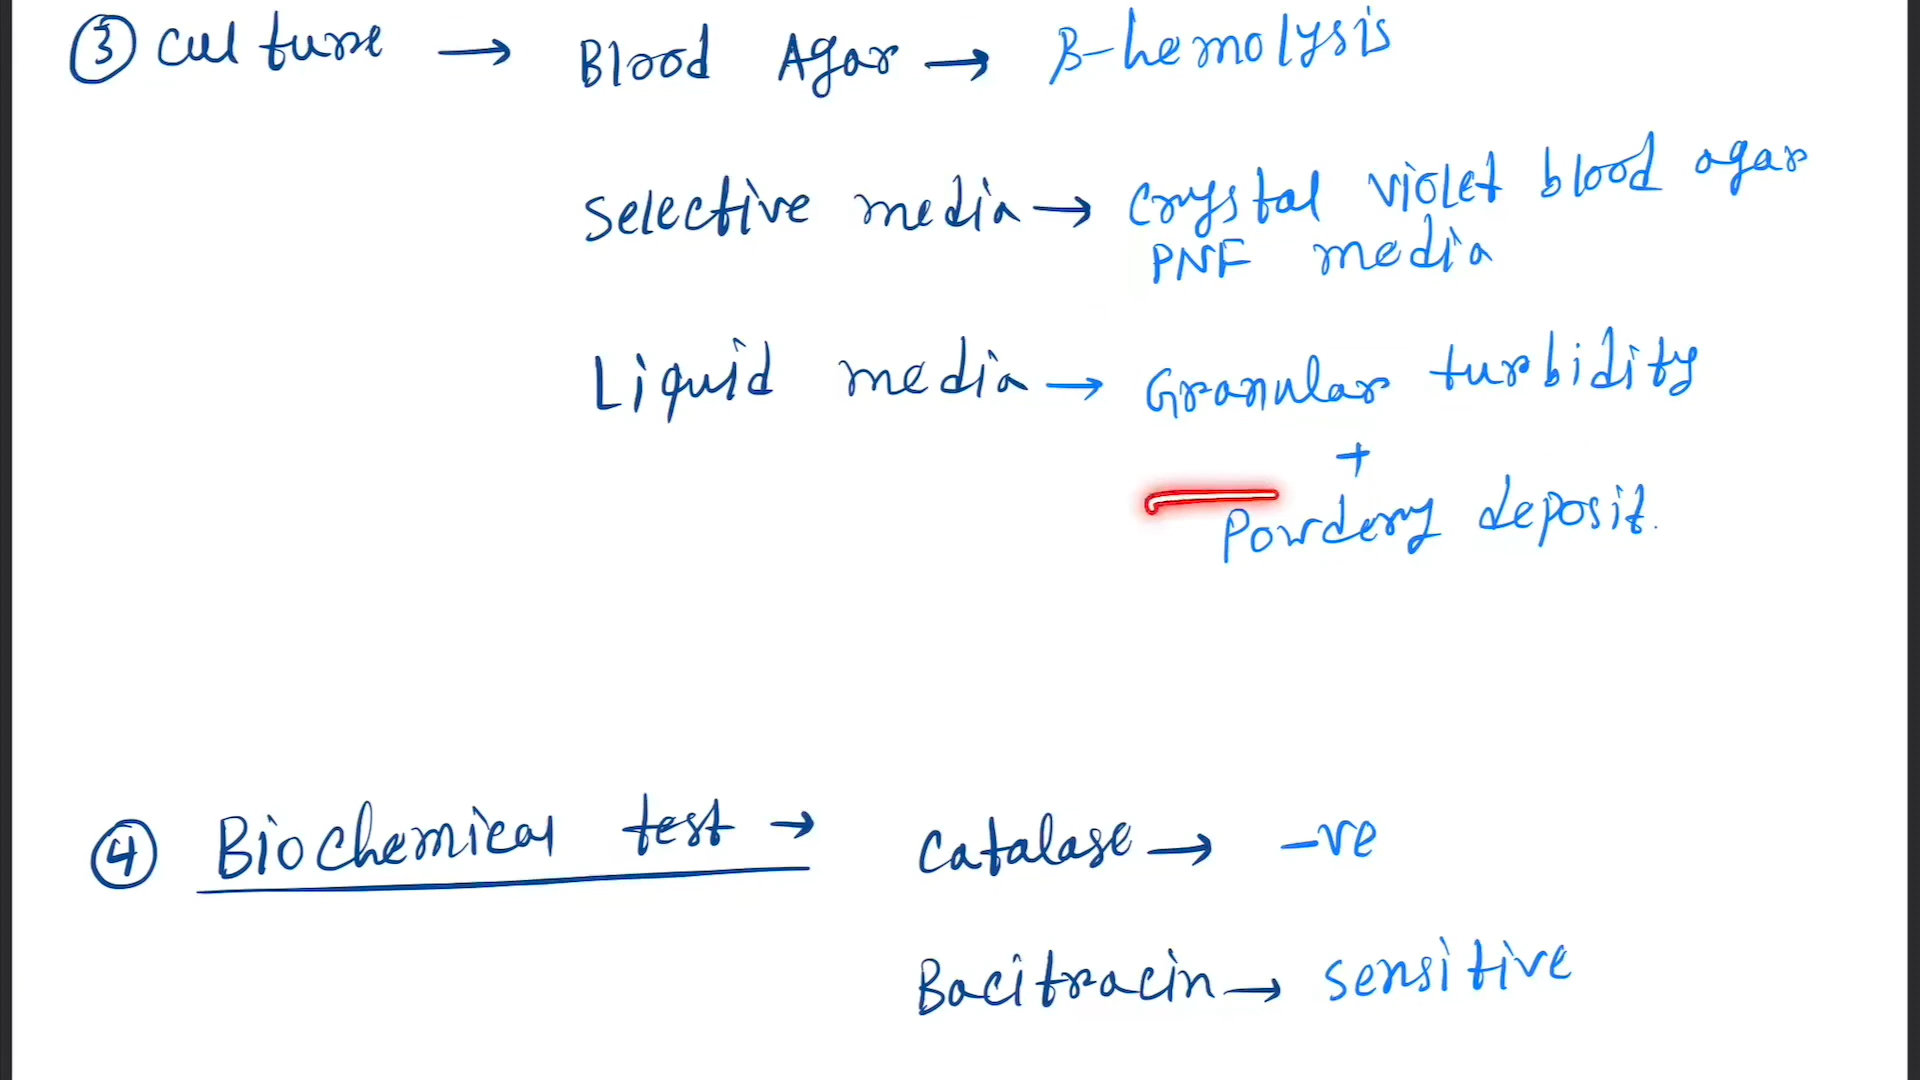 ③ Culture → Blood Agar → β-hemolysis
Selective media → Crystal violet blood agar
PNF media
Liquid media → Granular turbidity
+
Powdery deposit.
④ Biochemical test → Catalase → -ve
Bacitracin → sensitive